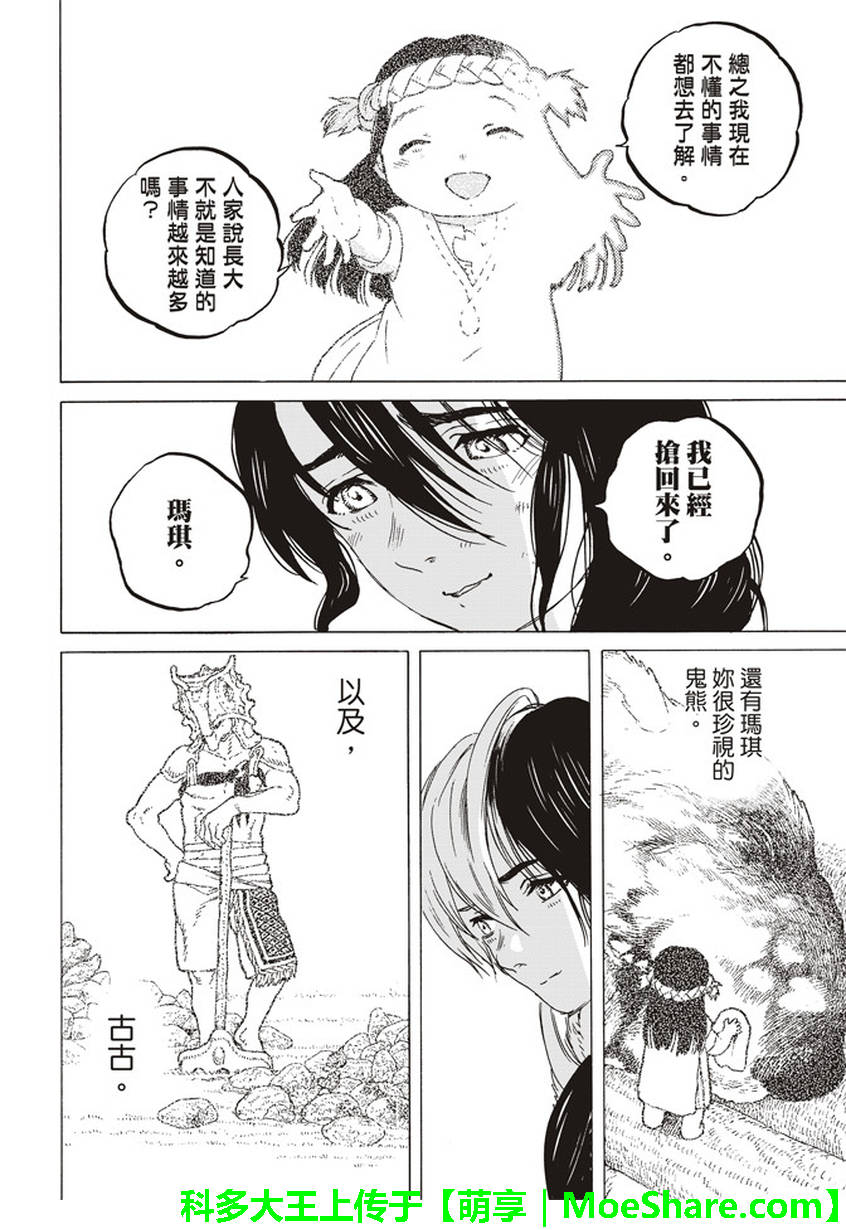 總之我現在
不懂的事情
都想去了解。
人家說長大
不就是知道的
事情越來越多
嗎？
我已經
搶回來了。
瑪琪。
還有瑪琪
妳很珍視的
鬼熊。
以及，
古古。
科多大王上传于【萌享｜MoeShare.com】